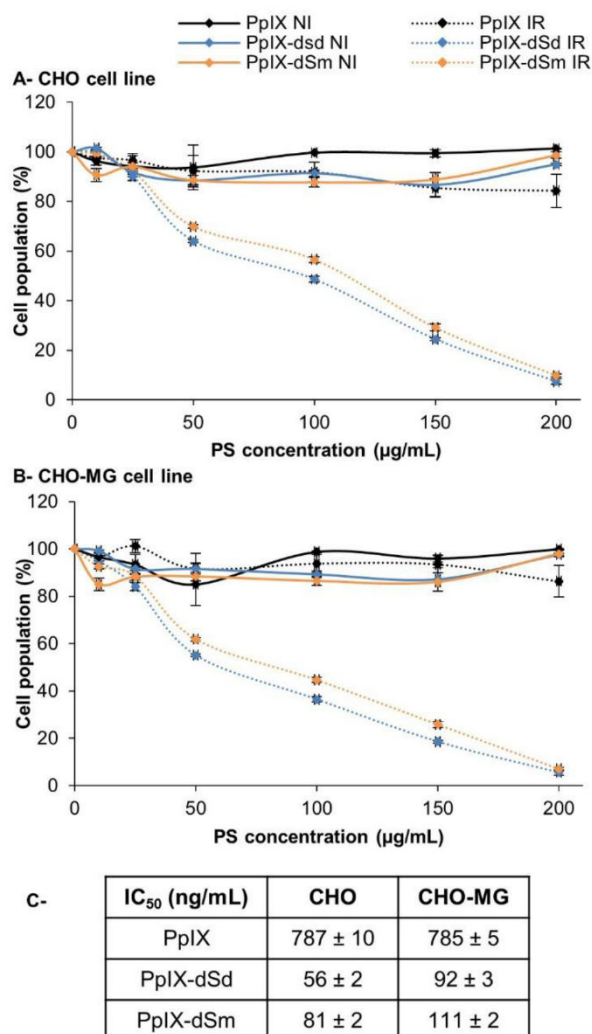 PpIX NI PpIX IR
PpIX-dsd NI PpIX-dSd IR
PpIX-dSm NI PpIX-dSm IR
A- CHO cell line
120
100
80
60
40
20
0
Cell population (%)
0 50 100 150 200
PS concentration (µg/mL)
B- CHO-MG cell line
120
100
80
60
40
20
0
Cell population (%)
0 50 100 150 200
PS concentration (µg/mL)
C-
IC50 (ng/mL) CHO CHO-MG
PpIX 787 ± 10 785 ± 5
PpIX-dSd 56 ± 2 92 ± 3
PpIX-dSm 81 ± 2 111 ± 2